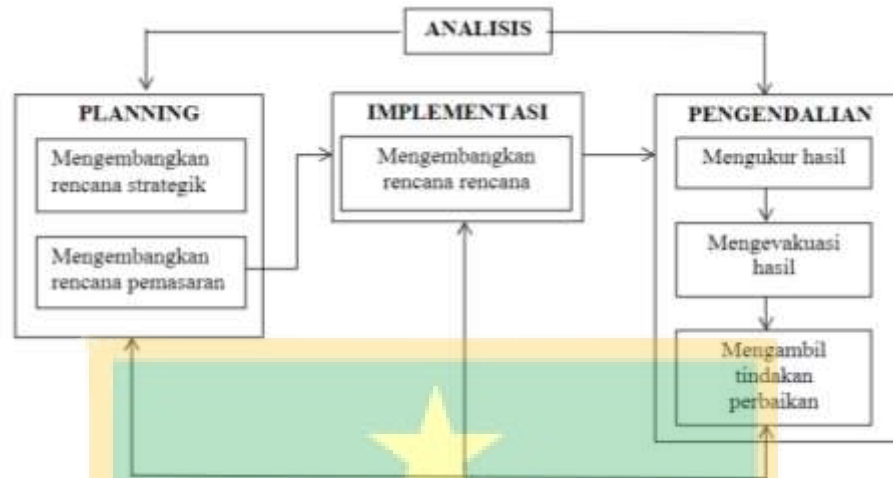 ANALISIS
PLANNING
Mengembangkan
rencana strategik
Mengembangkan
rencana pemasaran
IMPLEMENTASI
Mengembangkan
rencana rencana
PENGENDALIAN
Mengukur hasil
Mengevakuasi
hasil
Mengambil
tindakan
perbaikan